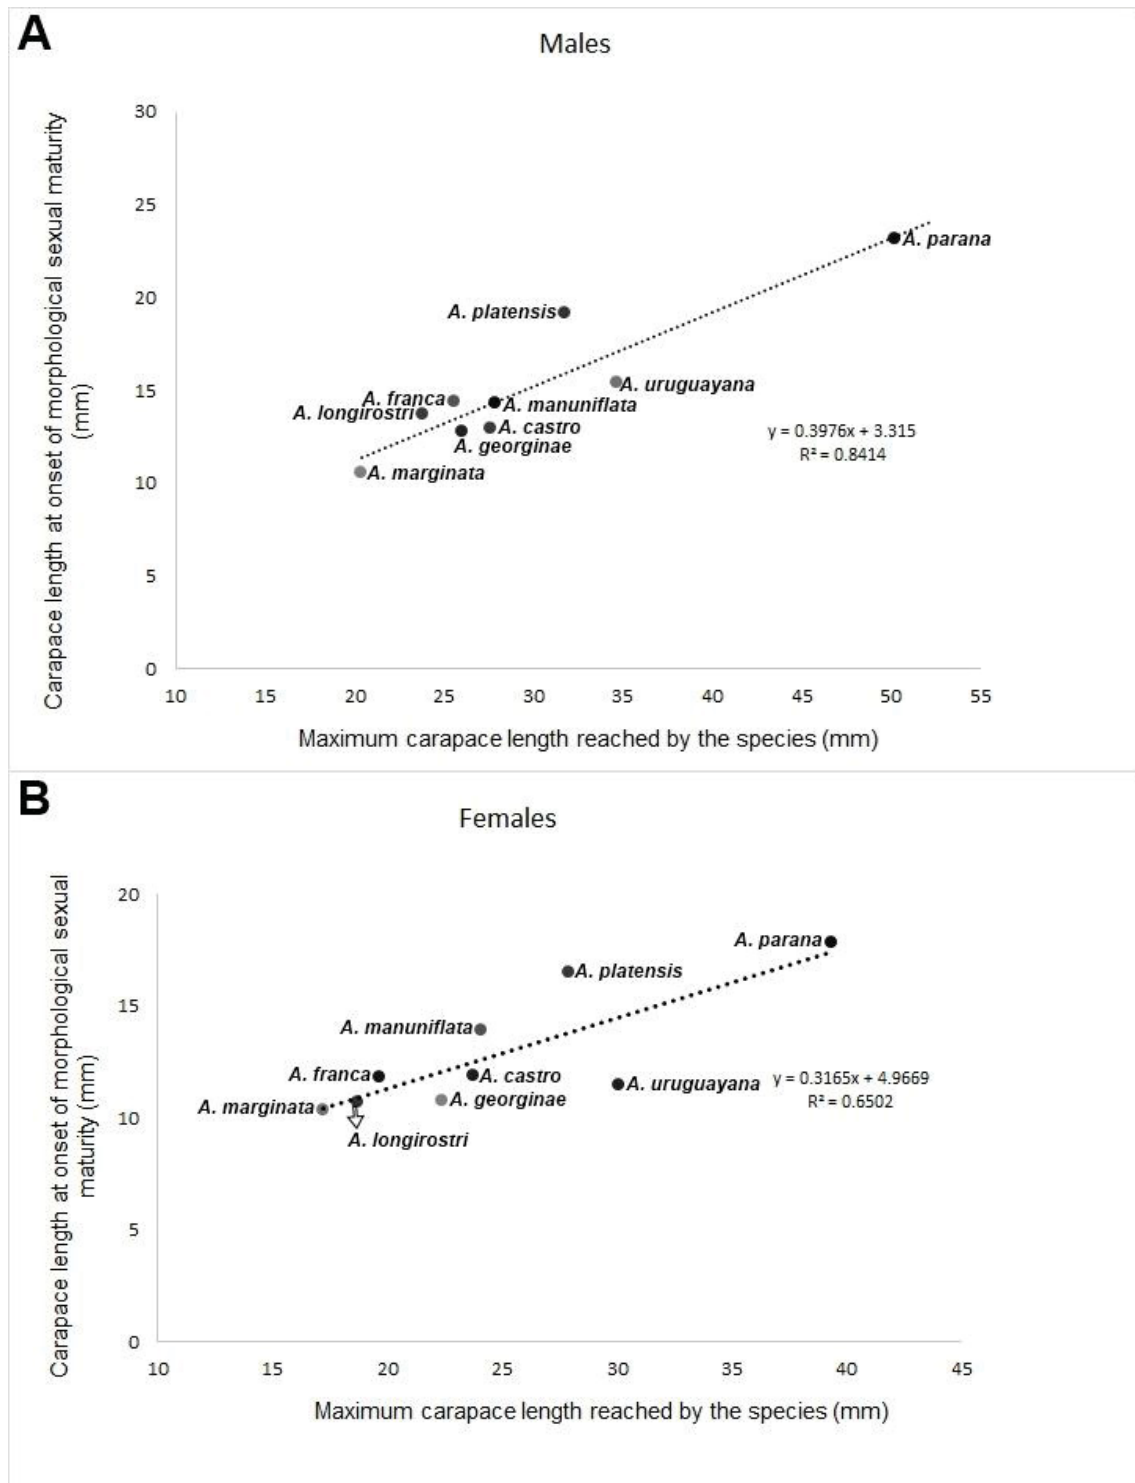 A
Males
Carapace length at onset of morphological sexual maturity
(mm)
30
25
20
15
10
5
0
A. parana
A. platensis
A. uruguayana
A. franca
A. manuniflata
A. longirostri
A. castro
A. georginae
A. marginata
y = 0.3976x + 3.315
R² = 0.8414
10 15 20 25 30 35 40 45 50 55
Maximum carapace length reached by the species (mm)
B
Females
Carapace length at onset of morphological sexual
maturity (mm)
20
15
10
5
0
A. parana
A. platensis
A. manuniflata
A. franca
A. castro
A. uruguayana
A. marginata
A. georginae
A. longirostri
y = 0.3165x + 4.9669
R² = 0.6502
10 15 20 25 30 35 40 45
Maximum carapace length reached by the species (mm)